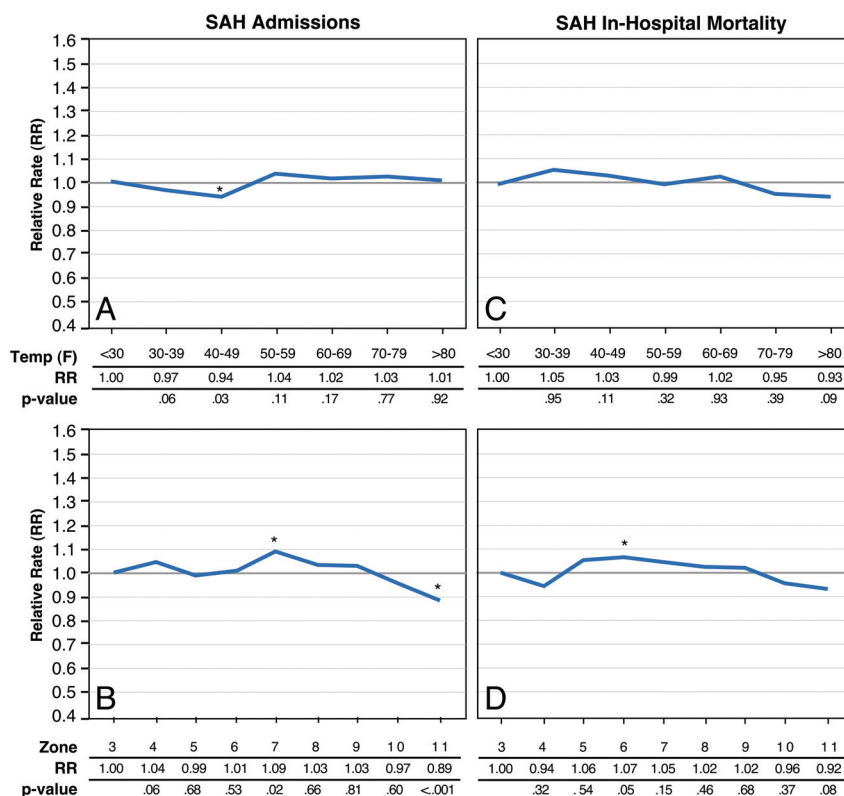 SAH Admissions
1.6
1.5
1.4
1.3
1.2
1.1
1.0
0.9
0.8
0.7
0.6
0.5
0.4
Relative Rate (RR)
*
A
SAH In-Hospital Mortality
C
Temp (F) <30 30-39 40-49 50-59 60-69 70-79 >80 <30 30-39 40-49 50-59 60-69 70-79 >80
RR 1.00 0.97 0.94 1.04 1.02 1.03 1.01 1.00 1.05 1.03 0.99 1.02 0.95 0.93
p-value .06 .03 .11 .17 .77 .92 .95 .11 .32 .93 .39 .09
1.6
1.5
1.4
1.3
1.2
1.1
1.0
0.9
0.8
0.7
0.6
0.5
0.4
Relative Rate (RR)
* *
B
*
D
Zone 3 4 5 6 7 8 9 10 11 3 4 5 6 7 8 9 10 11
RR 1.00 1.04 0.99 1.01 1.09 1.03 1.03 0.97 0.89 1.00 0.94 1.06 1.07 1.05 1.02 1.02 0.96 0.92
p-value .06 .68 .53 .02 .66 .81 .60 <.001 .32 .54 .05 .15 .46 .68 .37 .08